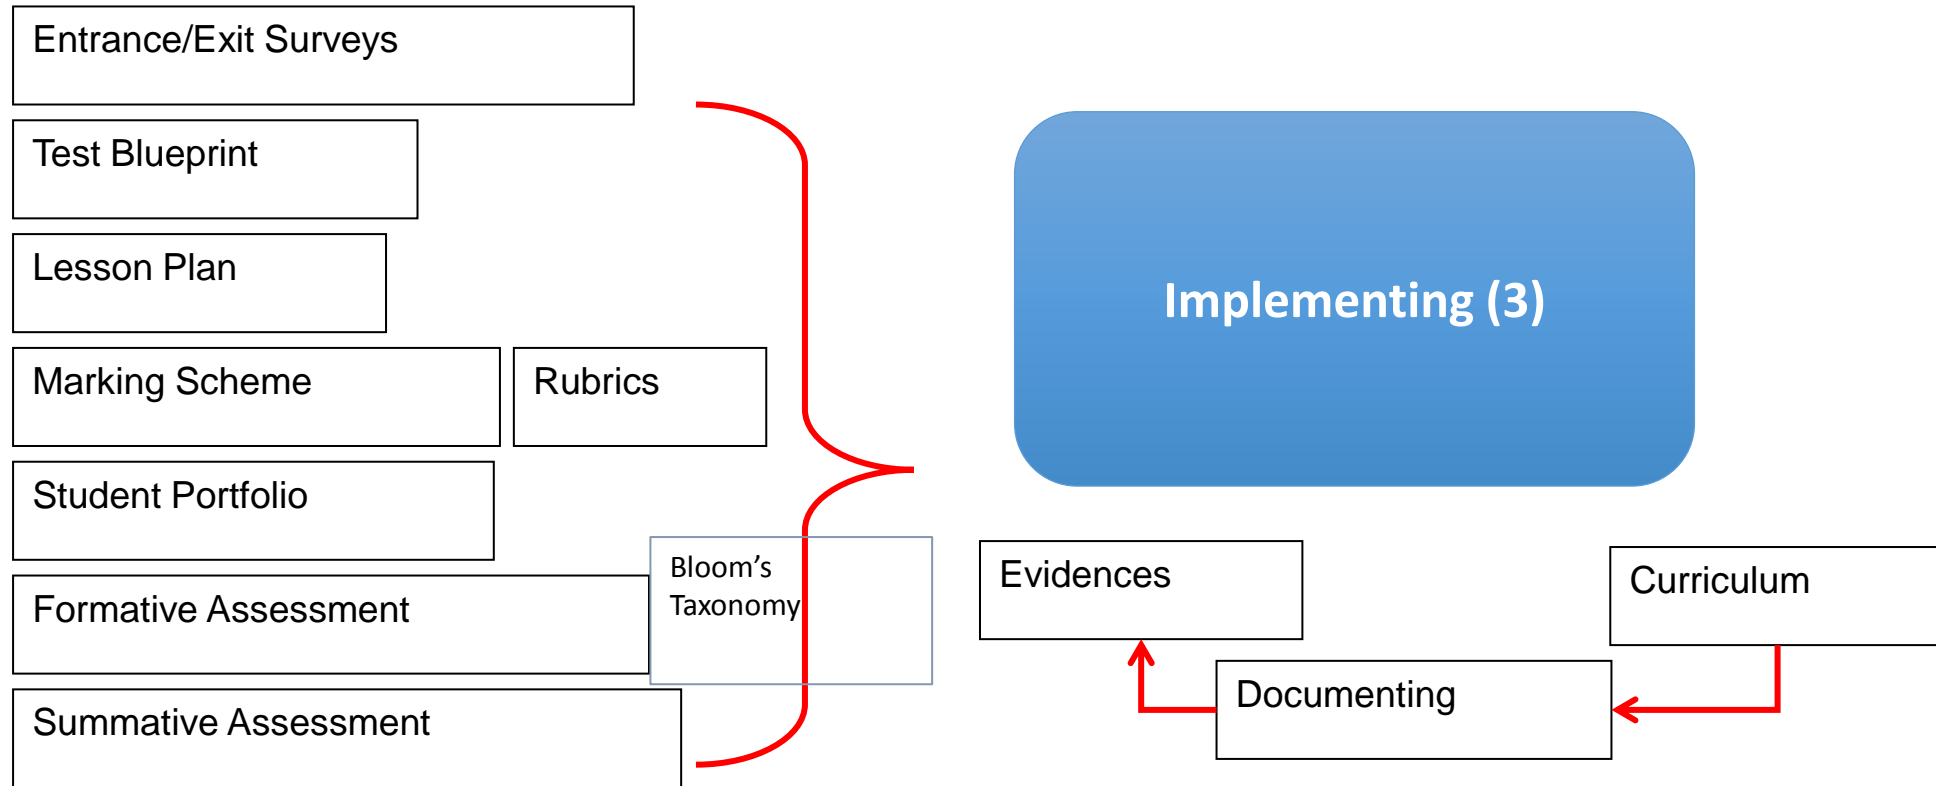 Entrance/Exit Surveys
Test Blueprint
Lesson Plan
Marking Scheme
Rubrics
Student Portfolio
Formative Assessment
Bloom’s
Taxonomy
Summative Assessment
Implementing (3)
Evidences
Curriculum
Documenting